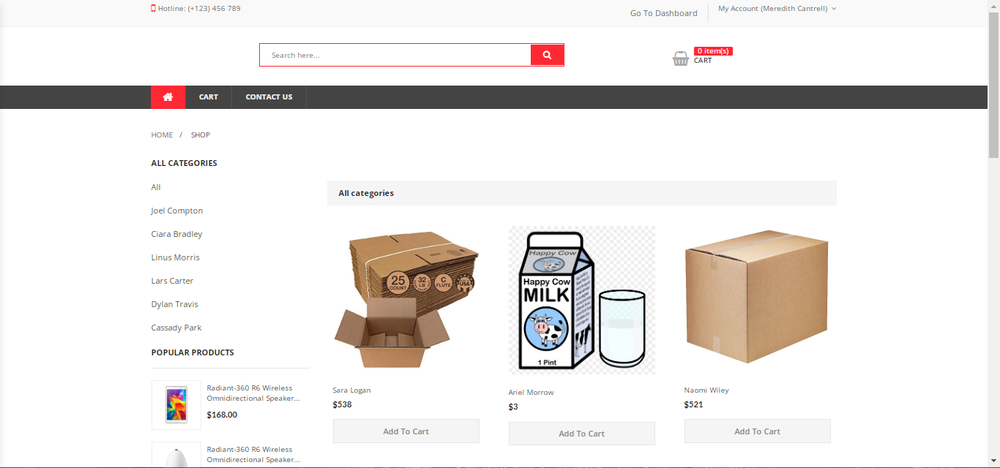 Hotline: (+123) 456 789
Go To Dashboard
My Account (Meredith Cantrell)
Search here...
0 item(s)
CART
CART
CONTACT US
HOME / SHOP
ALL CATEGORIES
All
Joel Compton
Ciara Bradley
Linus Morris
Lars Carter
Dylan Travis
Cassady Park
POPULAR PRODUCTS
Radiant-360 R6 Wireless
Omnidirectional Speaker...
$168.00
Radiant-360 R6 Wireless
Omnidirectional Speaker...
All categories
25
COUNT
32
LB
C
FLUTE
USA
Sara Logan
$538
Add To Cart
Happy Cow
Happy Cow
MILK
1 Pint
Ariel Morrow
$3
Add To Cart
Naomi Wiley
$521
Add To Cart